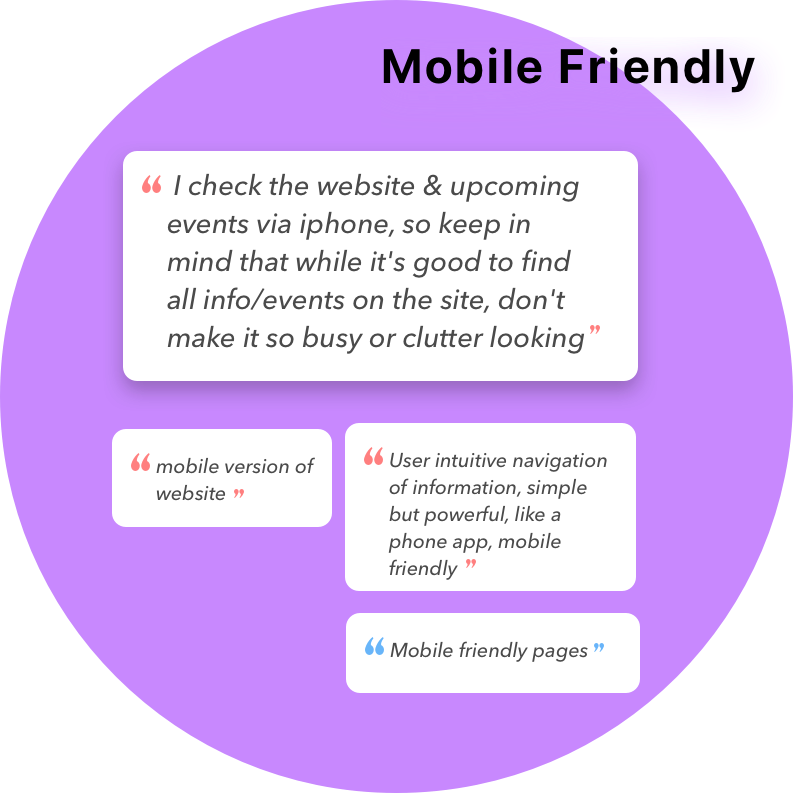 Mobile Friendly
“ I check the website & upcoming
events via iphone, so keep in
mind that while it's good to find
all info/events on the site, don't
make it so busy or clutter looking”
“ mobile version of
website ”
“ User intuitive navigation
of information, simple
but powerful, like a
phone app, mobile
friendly ”
“ Mobile friendly pages ”